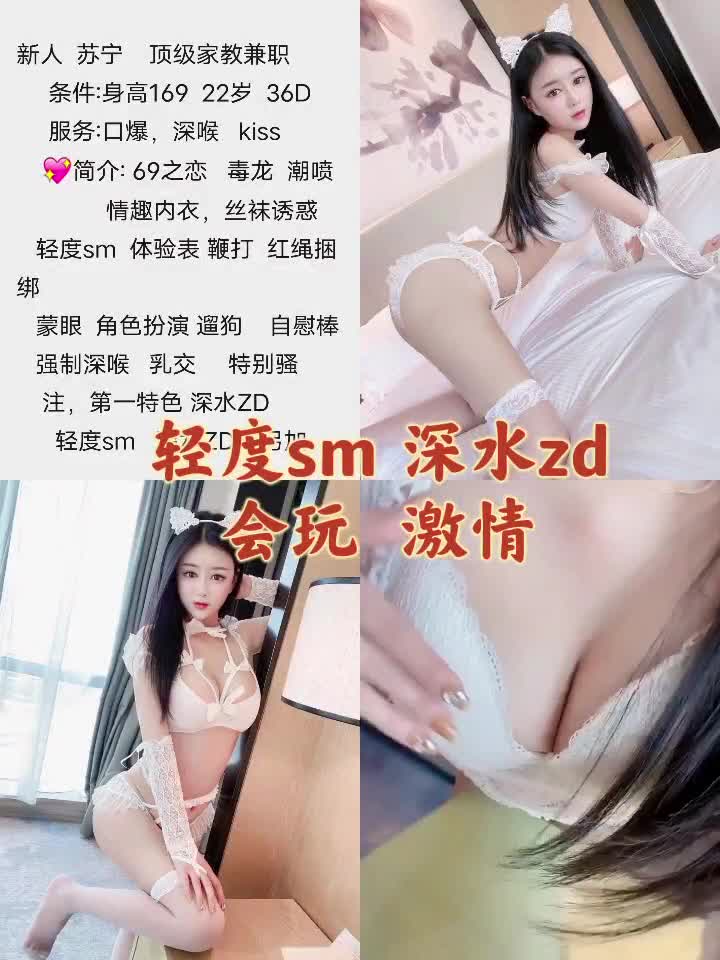 新人 苏宁 顶级家教兼职
条件:身高169 22岁 36D
服务:口爆，深喉 kiss
💖简介: 69之恋 毒龙 潮喷
情趣内衣，丝袜诱惑
轻度sm 体验表 鞭打 红绳捆
绑
蒙眼 角色扮演 遛狗 自慰棒
强制深喉 乳交 特别骚
注，第一特色 深水ZD
轻度sm
轻度sm 深水zd
会玩 激情